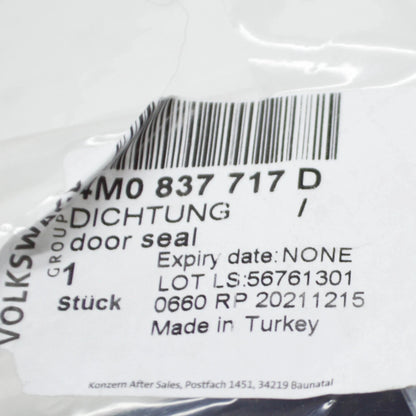 4M0 837 717 D
DICHTUNG /
door seal
1
Stück
Expiry date: NONE
LOT LS:56761301
0660 RP 20211215
Made in Turkey
GROUP
Konzern After Sales, Postfach 1451, 34219 Baunatal